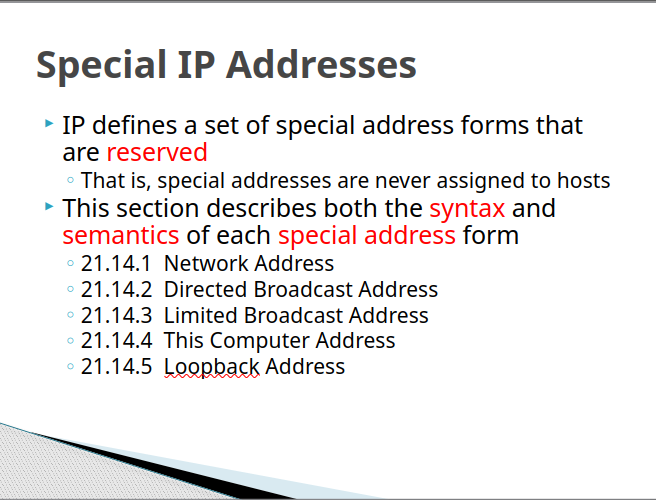 Special IP Addresses
IP defines a set of special address forms that
are reserved
That is, special addresses are never assigned to hosts
This section describes both the syntax and
semantics of each special address form
21.14.1 Network Address
21.14.2 Directed Broadcast Address
21.14.3 Limited Broadcast Address
21.14.4 This Computer Address
21.14.5 Loopback Address